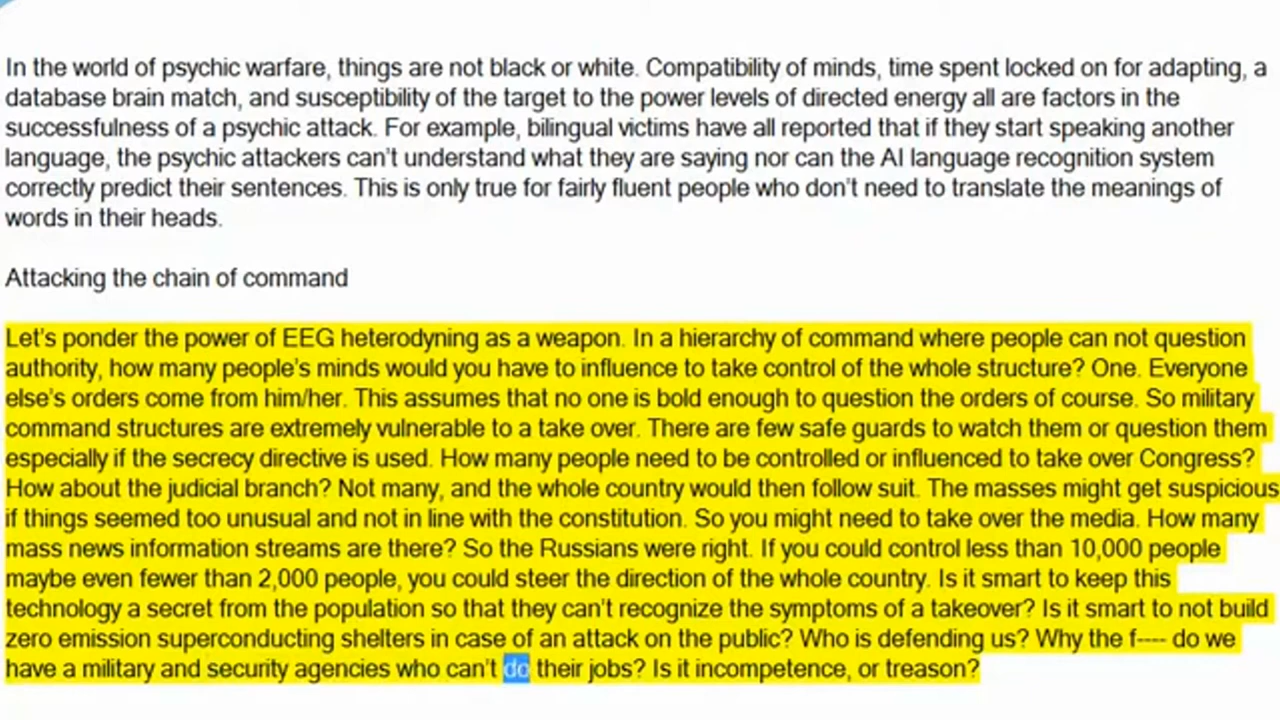 In the world of psychic warfare, things are not black or white. Compatibility of minds, time spent locked on for adapting, a
database brain match, and susceptibility of the target to the power levels of directed energy all are factors in the
successfulness of a psychic attack. For example, bilingual victims have all reported that if they start speaking another
language, the psychic attackers can't understand what they are saying nor can the AI language recognition system
correctly predict their sentences. This is only true for fairly fluent people who don't need to translate the meanings of
words in their heads.
Attacking the chain of command
Let's ponder the power of EEG heterodyning as a weapon. In a hierarchy of command where people can not question
authority, how many people's minds would you have to influence to take control of the whole structure? One. Everyone
else's orders come from him/her. This assumes that no one is bold enough to question the orders of course. So military
command structures are extremely vulnerable to a take over. There are few safe guards to watch them or question them
especially if the secrecy directive is used. How many people need to be controlled or influenced to take over Congress?
How about the judicial branch? Not many, and the whole country would then follow suit. The masses might get suspicious
if things seemed too unusual and not in line with the constitution. So you might need to take over the media. How many
mass news information streams are there? So the Russians were right. If you could control less than 10,000 people
maybe even fewer than 2,000 people, you could steer the direction of the whole country. Is it smart to keep this
technology a secret from the population so that they can't recognize the symptoms of a takeover? Is it smart to not build
zero emission superconducting shelters in case of an attack on the public? Who is defending us? Why the f---- do we
have a military and security agencies who can't do their jobs? Is it incompetence, or treason?